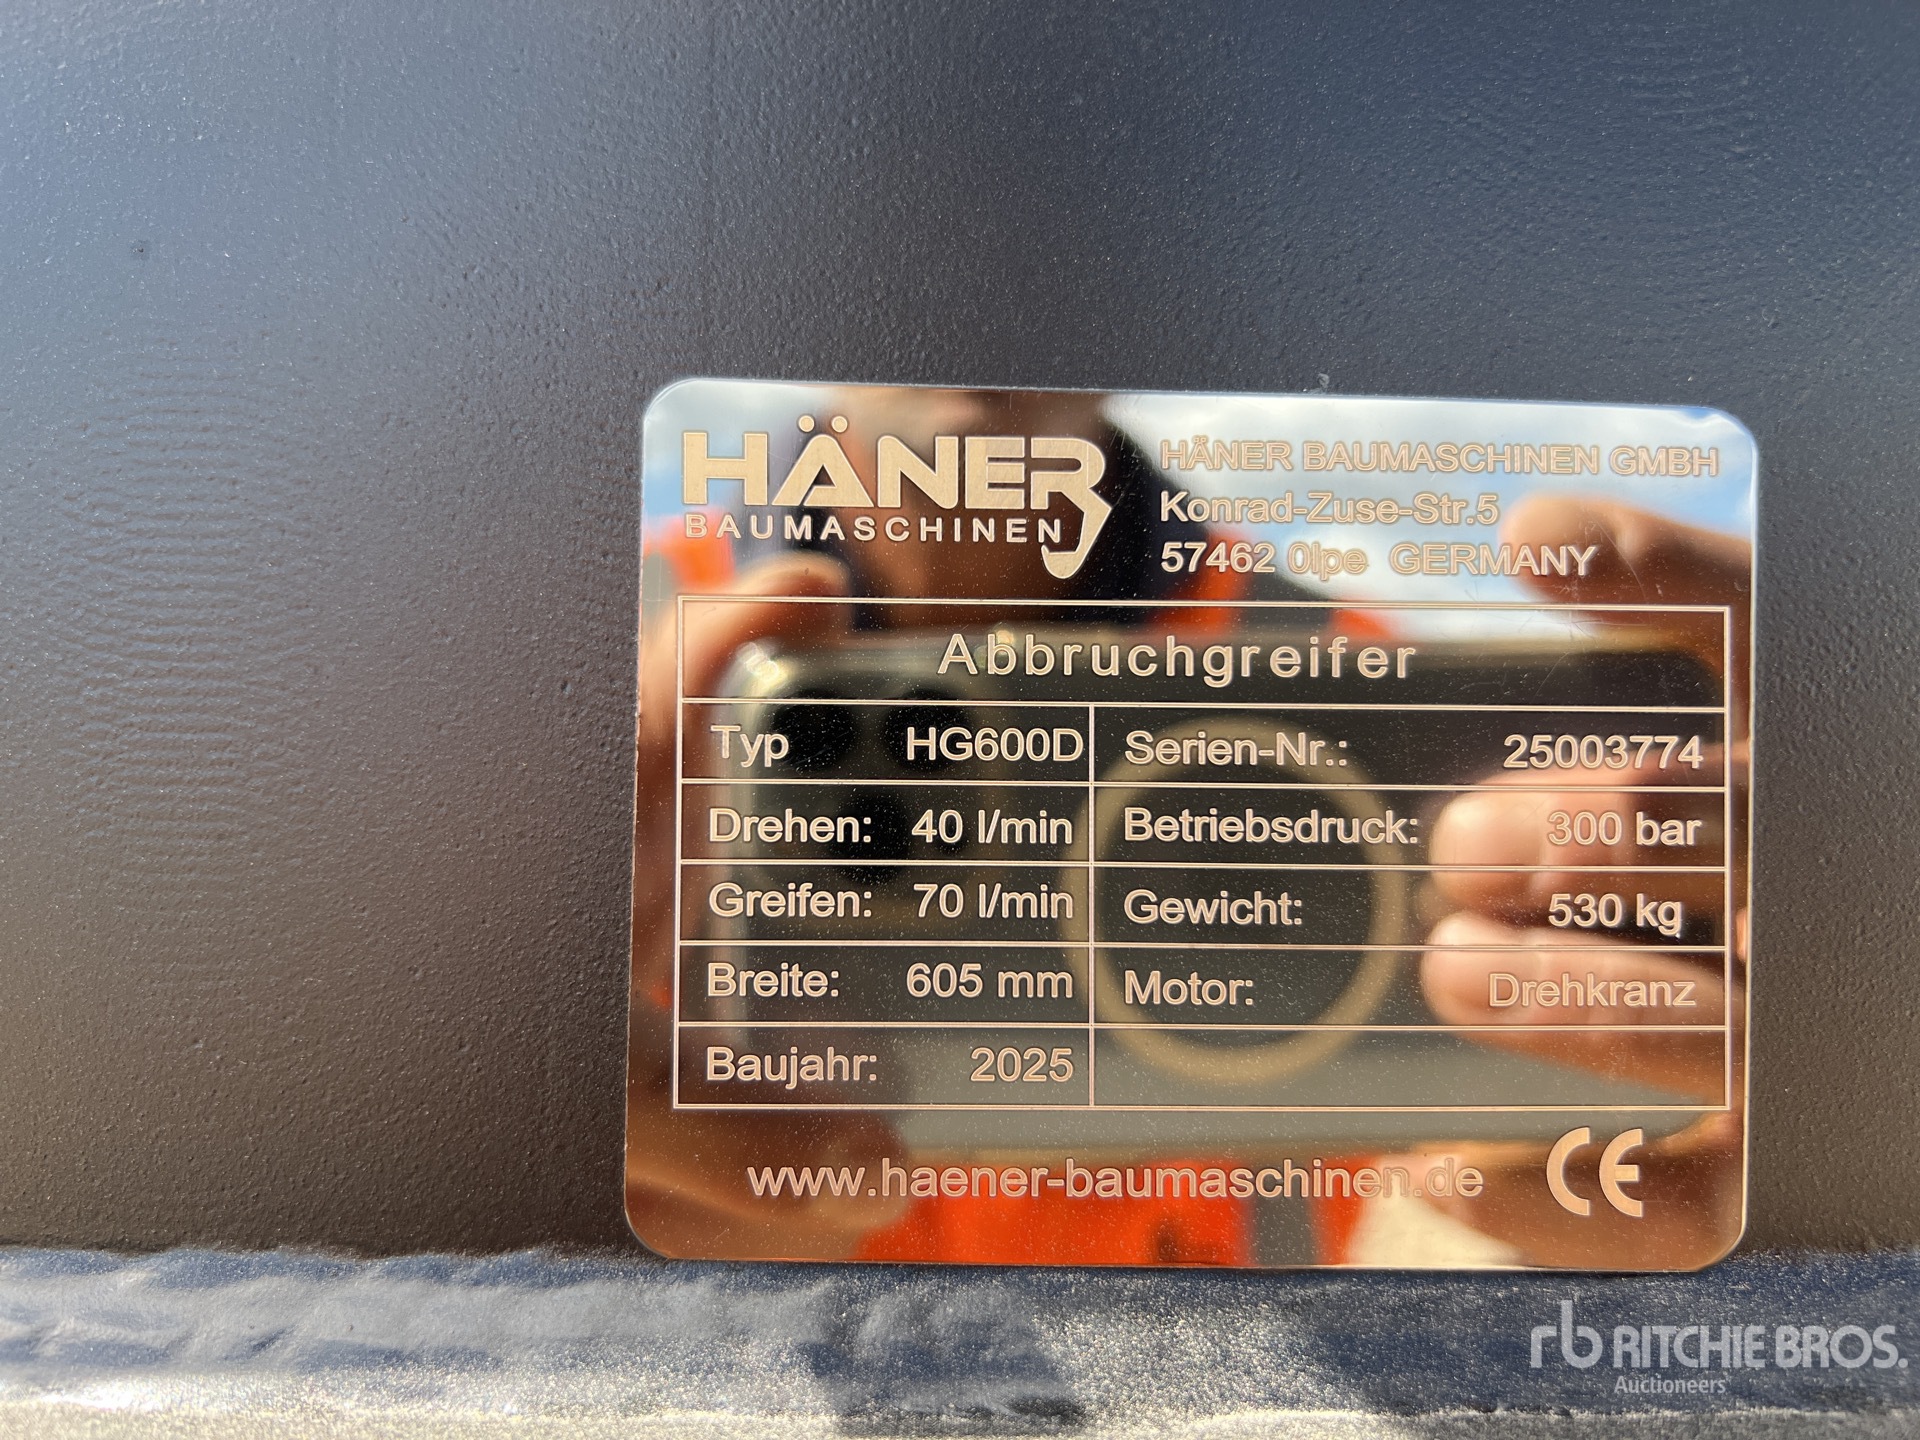 HÄNER
BAUMASCHINEN
HÄNER BAUMASCHINEN GMBH
Konrad-Zuse-Str.5
57462 Olpe GERMANY
Abbruchgreifer
Typ HG600D Serien-Nr.: 25003774
Drehen: 40 l/min Betriebsdruck: 300 bar
Greifen: 70 l/min Gewicht: 530 kg
Breite: 605 mm Motor: Drehkranz
Baujahr: 2025
www.haener-baumaschinen.de CE
rb RITCHIE BROS.
Auctioneers